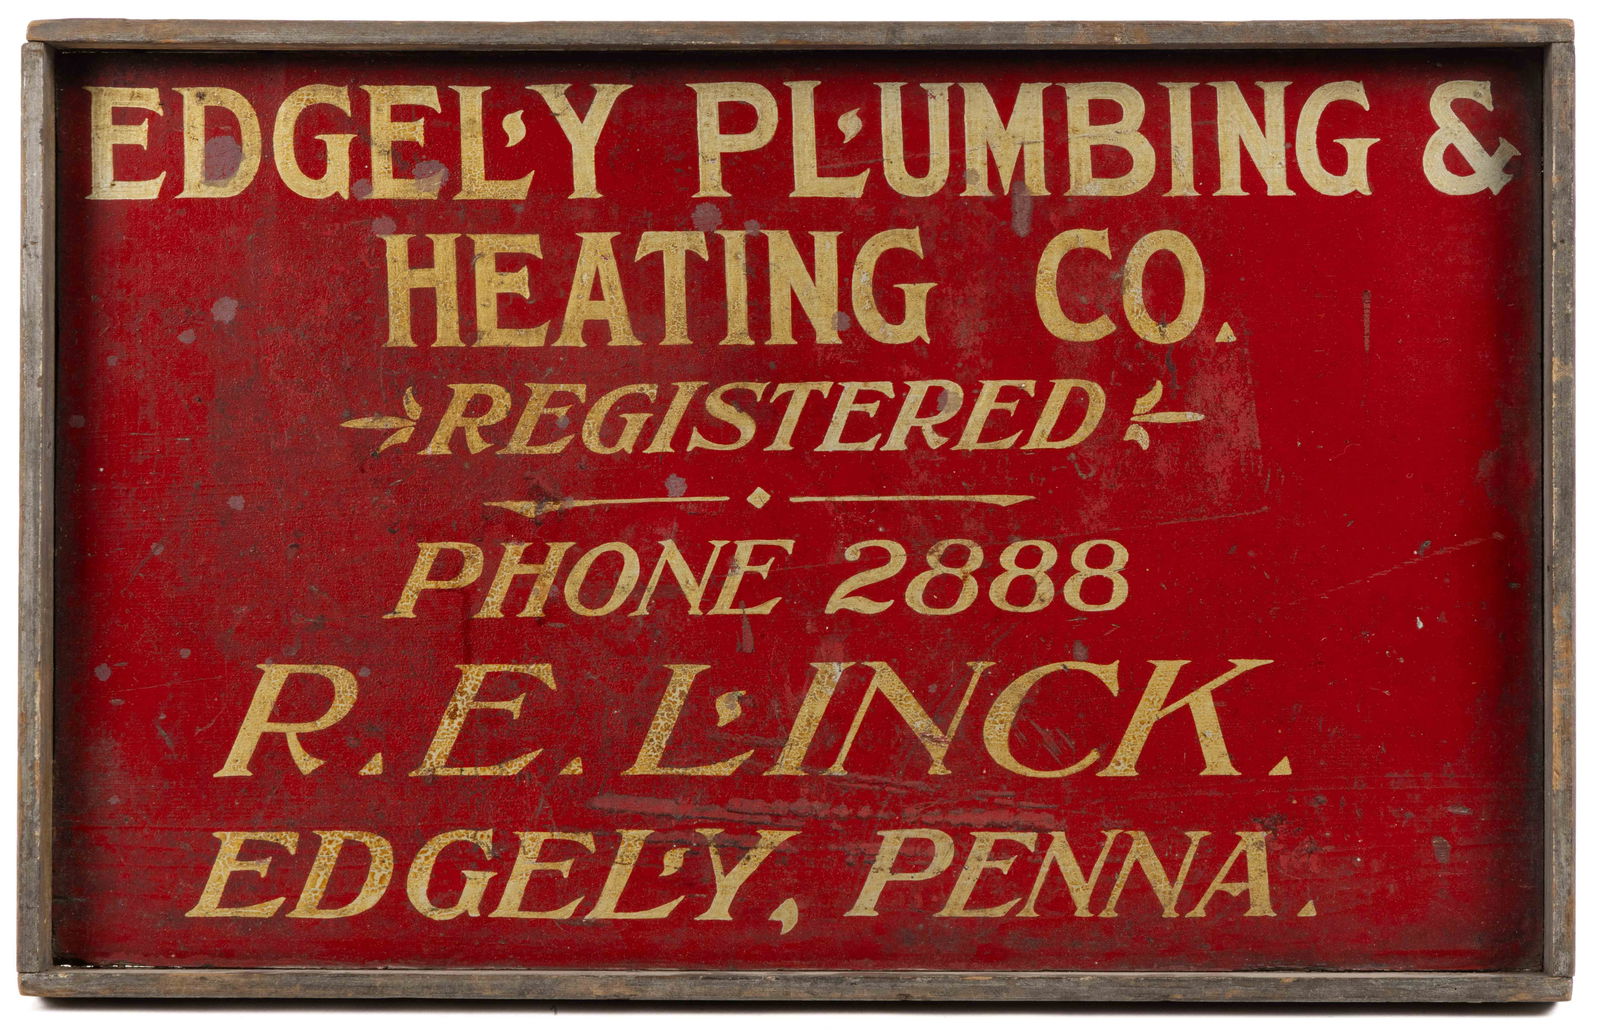 EDGELY PLUMBING &
HEATING CO.
REGISTERED
PHONE 2888
R. E. LINCK.
EDGELY, PENNA.